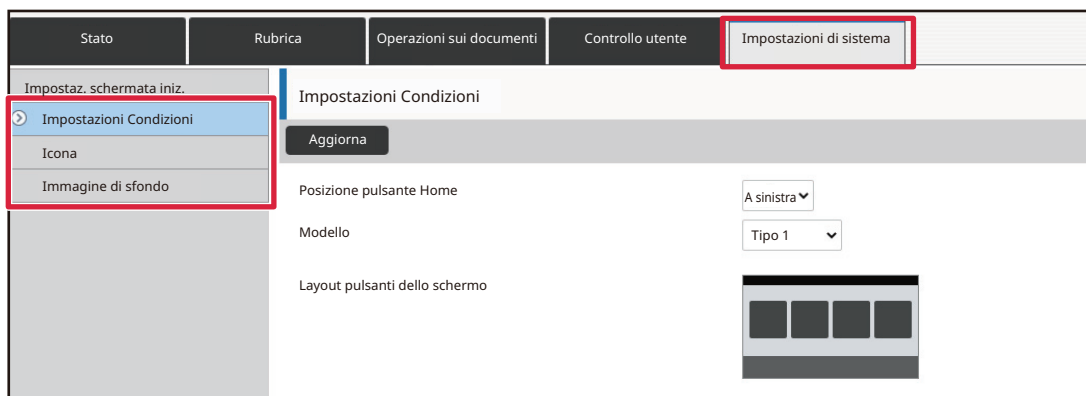 Stato
Rubrica
Operazioni sui documenti
Controllo utente
Impostazioni di sistema
Impostaz. schermata iniz.
Impostazioni Condizioni
Icona
Immagine di sfondo
Impostazioni Condizioni
Aggiorna
Posizione pulsante Home
A sinistra
Modello
Tipo 1
Layout pulsanti dello schermo